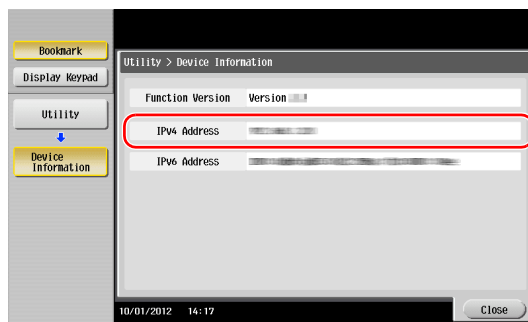 Bookmark
Display Keypad
Utility
Device
Information
Utility > Device Information
Function Version Version
IPv4 Address
IPv6 Address
10/01/2012 14:17
Close